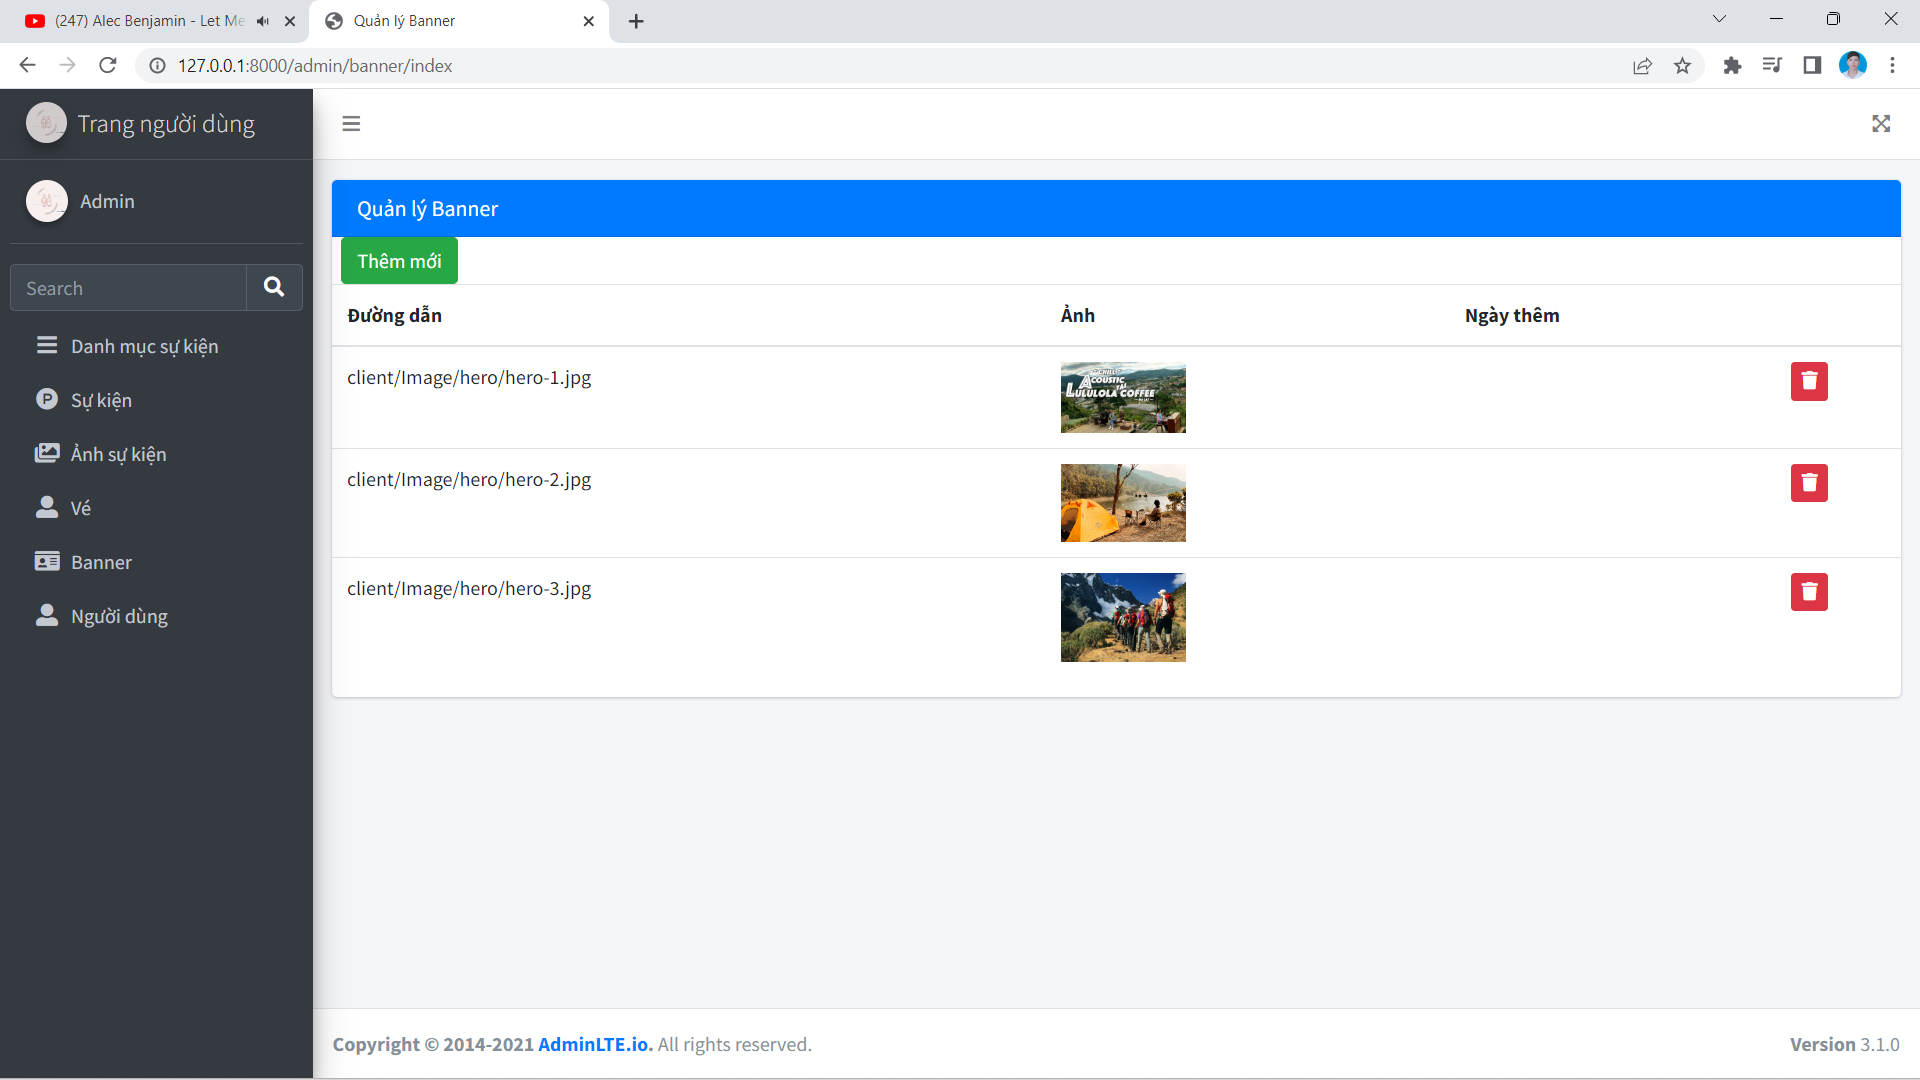 (247) Alec Benjamin - Let Me
Quản lý Banner
127.0.0.1:8000/admin/banner/index
Trang người dùng
Admin
Search
Danh mục sự kiện
Sự kiện
Ảnh sự kiện
Vé
Banner
Người dùng
Quản lý Banner
Thêm mới
Đường dẫn Ảnh Ngày thêm
client/Image/hero/hero-1.jpg
CHILL
ACOUSTIC TẠI
LULULOLA COFFEE
client/Image/hero/hero-2.jpg
client/Image/hero/hero-3.jpg
Copyright © 2014-2021 AdminLTE.io. All rights reserved.
Version 3.1.0